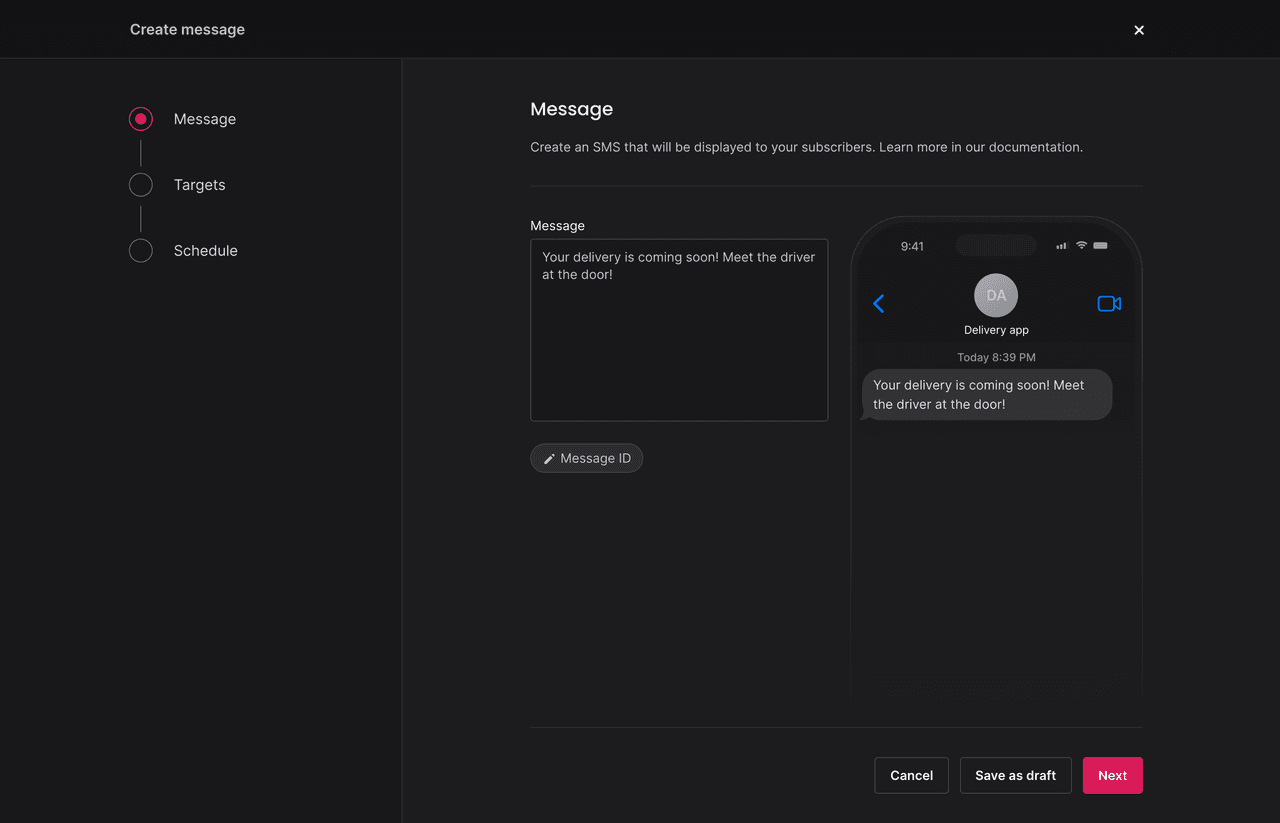 Create message
Message
Targets
Schedule
Message
Create an SMS that will be displayed to your subscribers. Learn more in our documentation.
Message
Your delivery is coming soon! Meet the driver
at the door!
Message ID
9:41
DA
Delivery app
Today 8:39 PM
Your delivery is coming soon! Meet
the driver at the door!
Cancel
Save as draft
Next